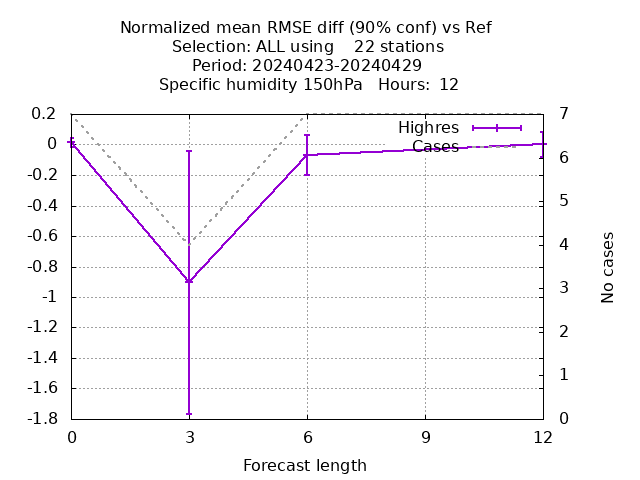 Normalized mean RMSE diff (90% conf) vs Ref
Selection: ALL using    22 stations
Period: 20240423-20240429
Specific humidity 150hPa   Hours:  12
Highres
Cases
0.2
0
-0.2
-0.4
-0.6
-0.8
-1
-1.2
-1.4
-1.6
-1.8
7
6
5
4
3
2
1
0
No cases
0 3 6 9 12
Forecast length